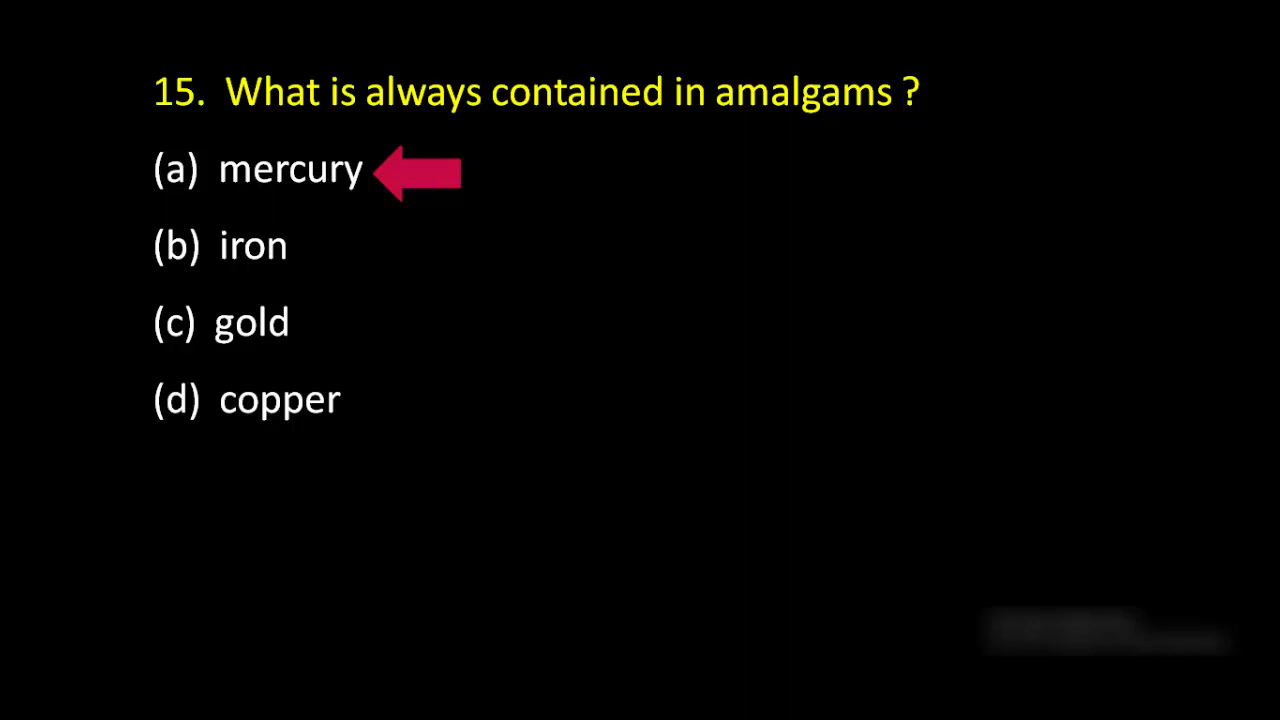 15. What is always contained in amalgams ?
(a) mercury
(b) iron
(c) gold
(d) copper